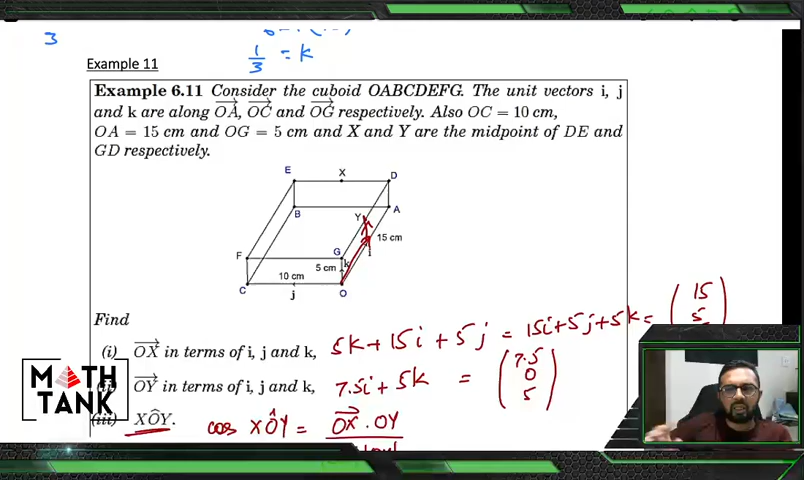 3
1/3 = k
Example 11
Example 6.11 Consider the cuboid OABCDEFG. The unit vectors i, j
and k are along OA, OC and OG respectively. Also OC = 10 cm,
OA = 15 cm and OG = 5 cm and X and Y are the midpoint of DE and
GD respectively.
E X D
B Y A
15 cm
i
F G
5 cm k
10 cm
C j O
Find
(i) OX in terms of i, j and k, 5k + 15i + 5j = 15i + 5j + 5k = (15 5
OY in terms of i, j and k, 7.5i + 5k = (7.5 0 5)
(iii) XÔY. cos XÔY = OX . OY
MATH
TANK